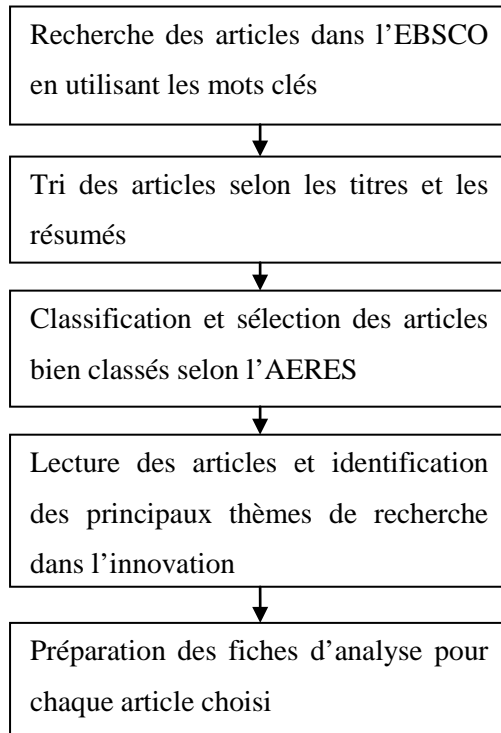 Recherche des articles dans l’EBSCO
en utilisant les mots clés
Tri des articles selon les titres et les
résumés
Classification et sélection des articles
bien classés selon l’AERES
Lecture des articles et identification
des principaux thèmes de recherche
dans l’innovation
Préparation des fiches d’analyse pour
chaque article choisi